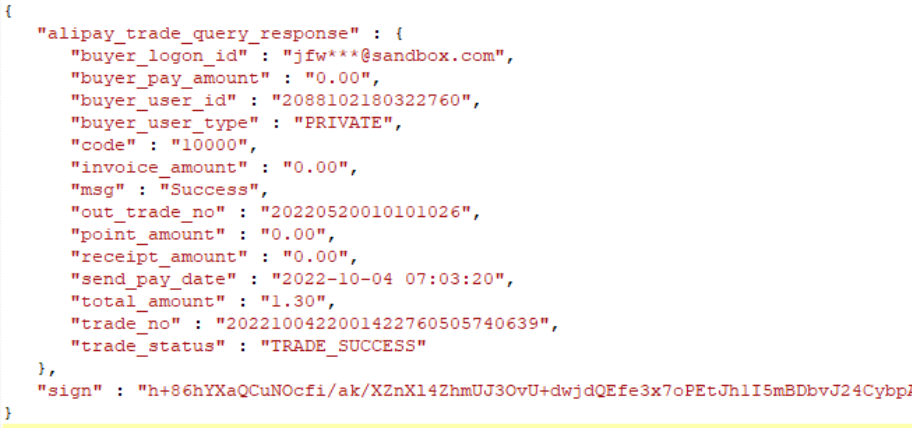 {
"alipay_trade_query_response" : {
"buyer_logon_id" : "jfw***@sandbox.com",
"buyer_pay_amount" : "0.00",
"buyer_user_id" : "2088102180322760",
"buyer_user_type" : "PRIVATE",
"code" : "10000",
"invoice_amount" : "0.00",
"msg" : "Success",
"out_trade_no" : "20220520010101026",
"point_amount" : "0.00",
"receipt_amount" : "0.00",
"send_pay_date" : "2022-10-04 07:03:20",
"total_amount" : "1.30",
"trade_no" : "2022100422001422760505740639",
"trade_status" : "TRADE_SUCCESS"
},
"sign" : "h+86hYXaQCuNOcfi/ak/XZnXl4ZhmUJ3OvU+dwjdQEfe3x7oPEtJhlI5mBDbvJ24Cybp
}